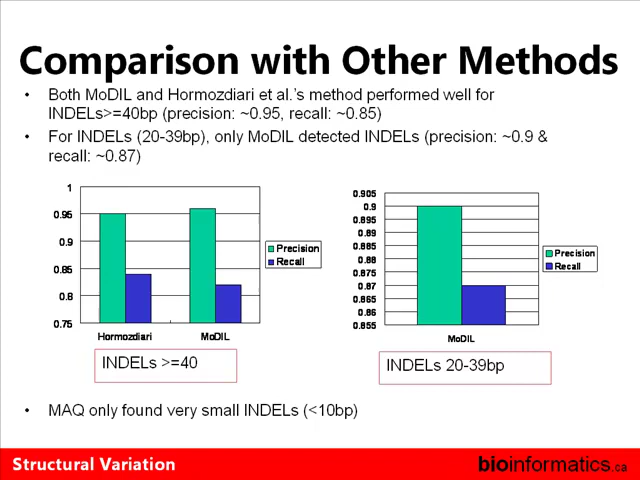 Comparison with Other Methods
• Both MoDIL and Hormozdiari et al.'s method performed well for
INDELs>=40bp (precision: ~0.95, recall: ~0.85)
• For INDELs (20-39bp), only MoDIL detected INDELs (precision: ~0.9 &
recall: ~0.87)
1
0.95
0.9
0.85
0.8
0.75
Hormozdiari MoDIL
Precision
Recall
INDELs >=40
0.905
0.9
0.895
0.89
0.885
0.88
0.875
0.87
0.865
0.86
0.855
MoDIL
Precision
Recall
INDELs 20-39bp
• MAQ only found very small INDELs (<10bp)
Structural Variation
bioinformatics.ca